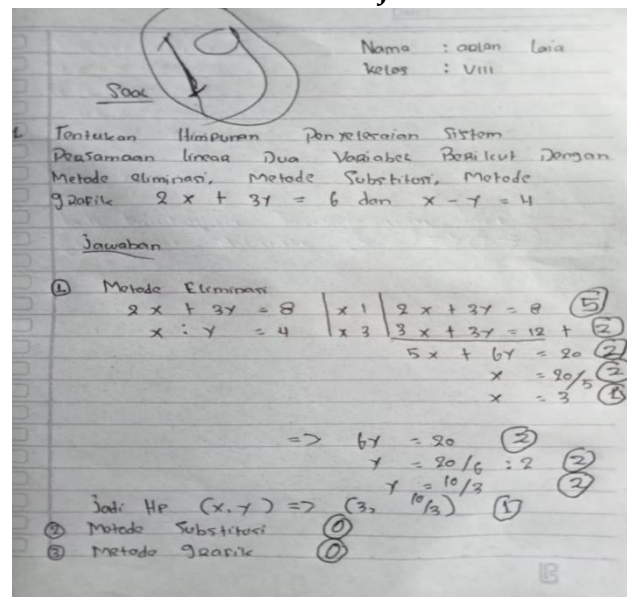 Nama : aolan laia
kelas : VIII
19
Soal
1. Tentukan Himpunan Penyelesaian Sistem
Persamaan linear Dua Variabel Berikut Dengan
Metode eliminasi, Metode Substitusi, Metode
grafik 2x + 3y = 6 dan x - y = 4
Jawaban
① Metode Eliminasi
2x + 3y = 8 | x 1 | 2x + 3y = 8 ⑤
x : y = 4 | x 3 | 3x + 3y = 12 + ②
5x + 6y = 20 ②
x = 20/5 ②
x = 3 ①
=> 6y = 20 ②
y = 20/6 : 2 ②
y = 10/3 ②
Jadi Hp (x, y) => (3, 10/3) ①
② Metode Substitusi ⓪
③ Metode grafik ⓪